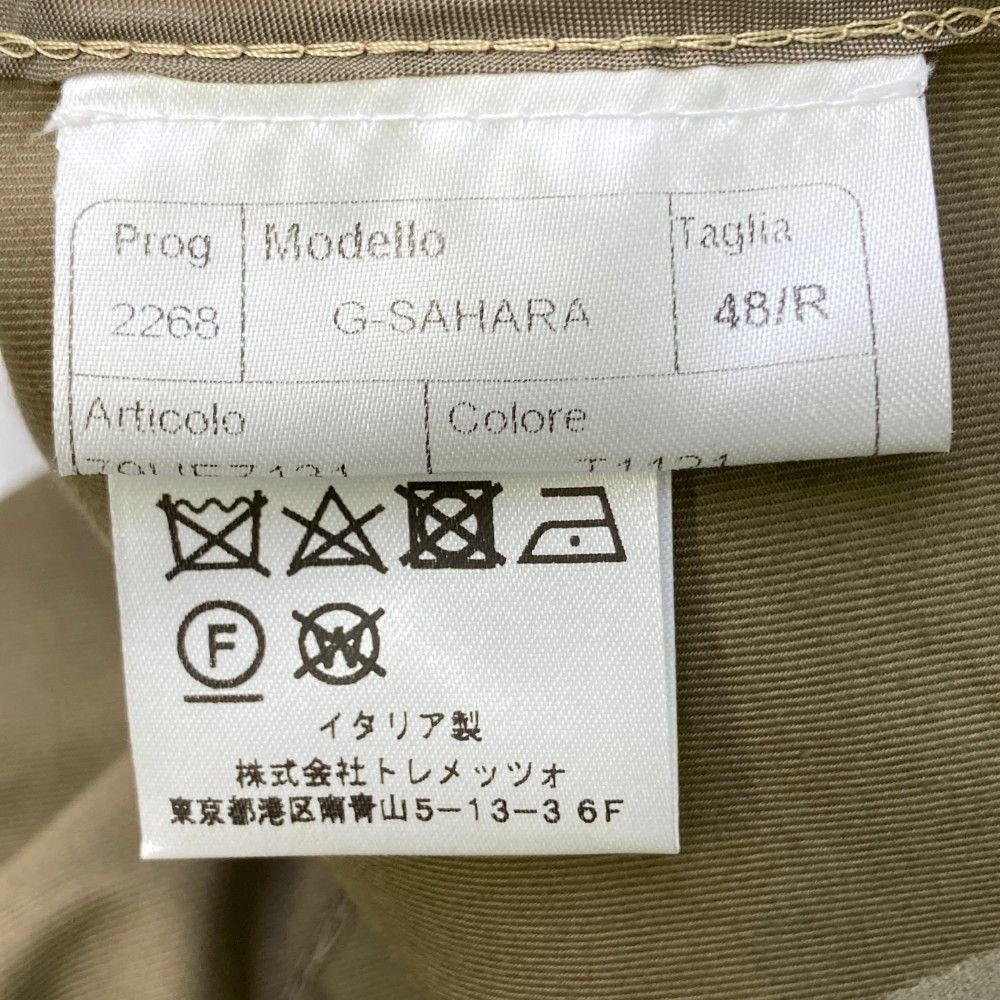 Prog Modello Taglia
2268 G-SAHARA 48/R
Articolo Colore
F
W
イタリア製
株式会社トレメッツォ
東京都港区南青山5-13-3 6F